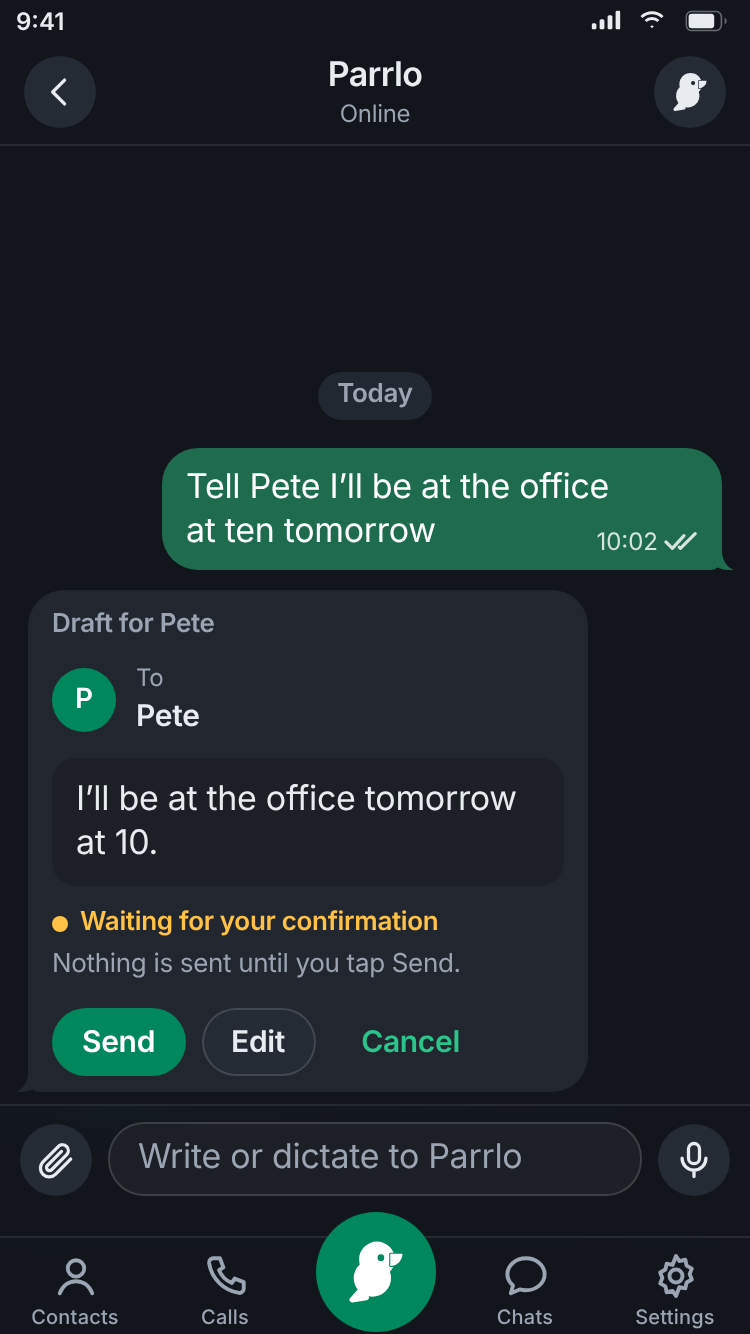 9:41
Parrlo
Online
Today
Tell Pete I’ll be at the office
at ten tomorrow
10:02
Draft for Pete
P
To
Pete
I’ll be at the office tomorrow
at 10.
Waiting for your confirmation
Nothing is sent until you tap Send.
Send
Edit
Cancel
Write or dictate to Parrlo
Contacts
Calls
Chats
Settings